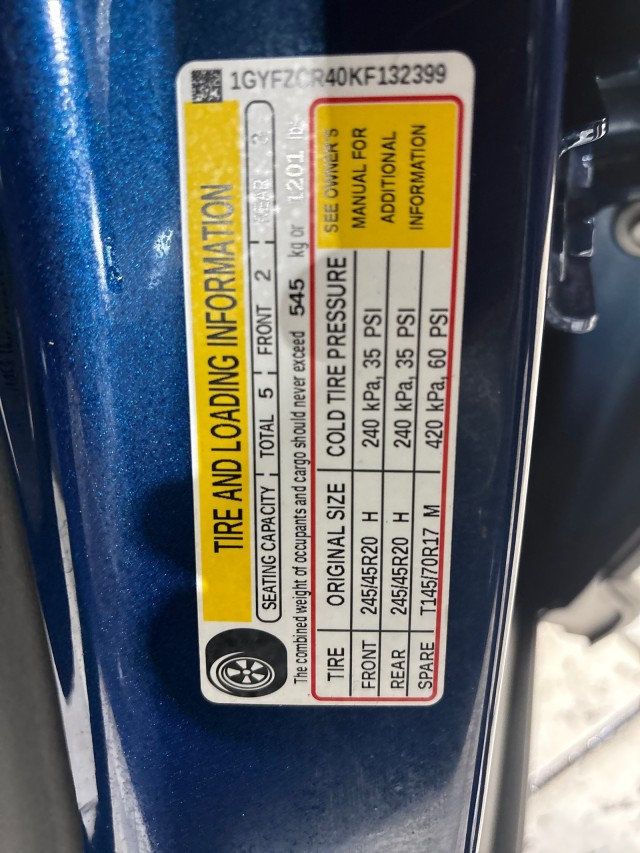 1GYFZCR40KF132399
TIRE AND LOADING INFORMATION
SEATING CAPACITY TOTAL 5 FRONT 2 REAR 3
The combined weight of occupants and cargo should never exceed 545 kg or 1201 lb.
TIRE ORIGINAL SIZE COLD TIRE PRESSURE
FRONT 245/45R20 H 240 kPa, 35 PSI
REAR 245/45R20 H 240 kPa, 35 PSI
SPARE T145/70R17 M 420 kPa, 60 PSI
SEE OWNER'S
MANUAL FOR
ADDITIONAL
INFORMATION